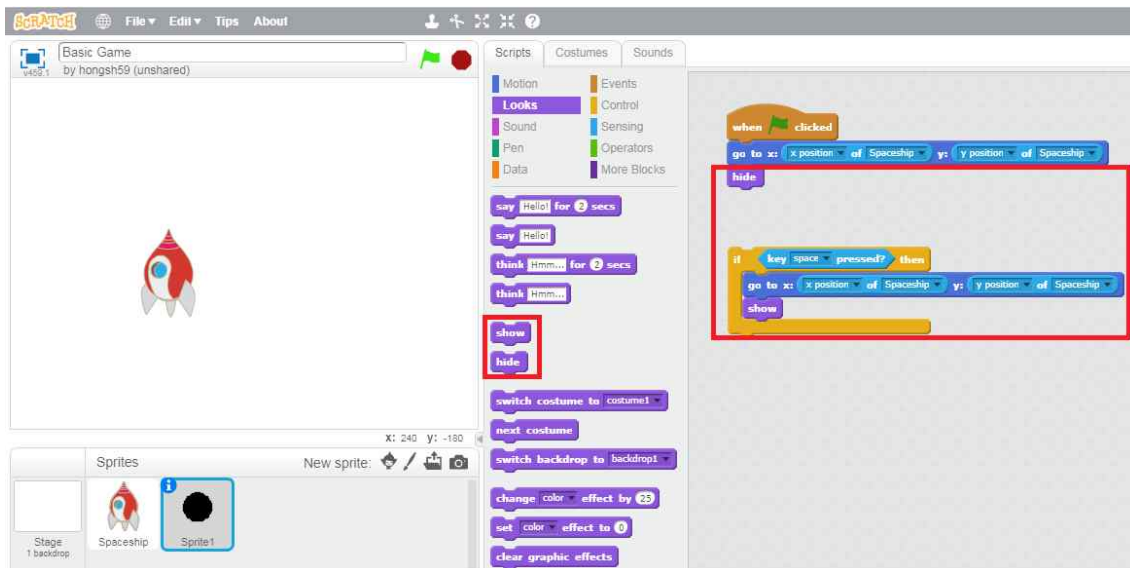 SCRATCH File Edit Tips About
v459.1 Basic Game
by hongsh59 (unshared)
x: 240 y: -180
Sprites New sprite:
Stage
1 backdrop
Spaceship
Sprite1
Scripts Costumes Sounds
Motion Events
Looks Control
Sound Sensing
Pen Operators
Data More Blocks
say Hello! for 2 secs
say Hello!
think Hmm... for 2 secs
think Hmm...
show
hide
switch costume to costume1
next costume
switch backdrop to backdrop1
change color effect by 25
set color effect to 0
clear graphic effects
when clicked
go to x: x position of Spaceship y: y position of Spaceship
hide
if key space pressed? then
go to x: x position of Spaceship y: y position of Spaceship
show